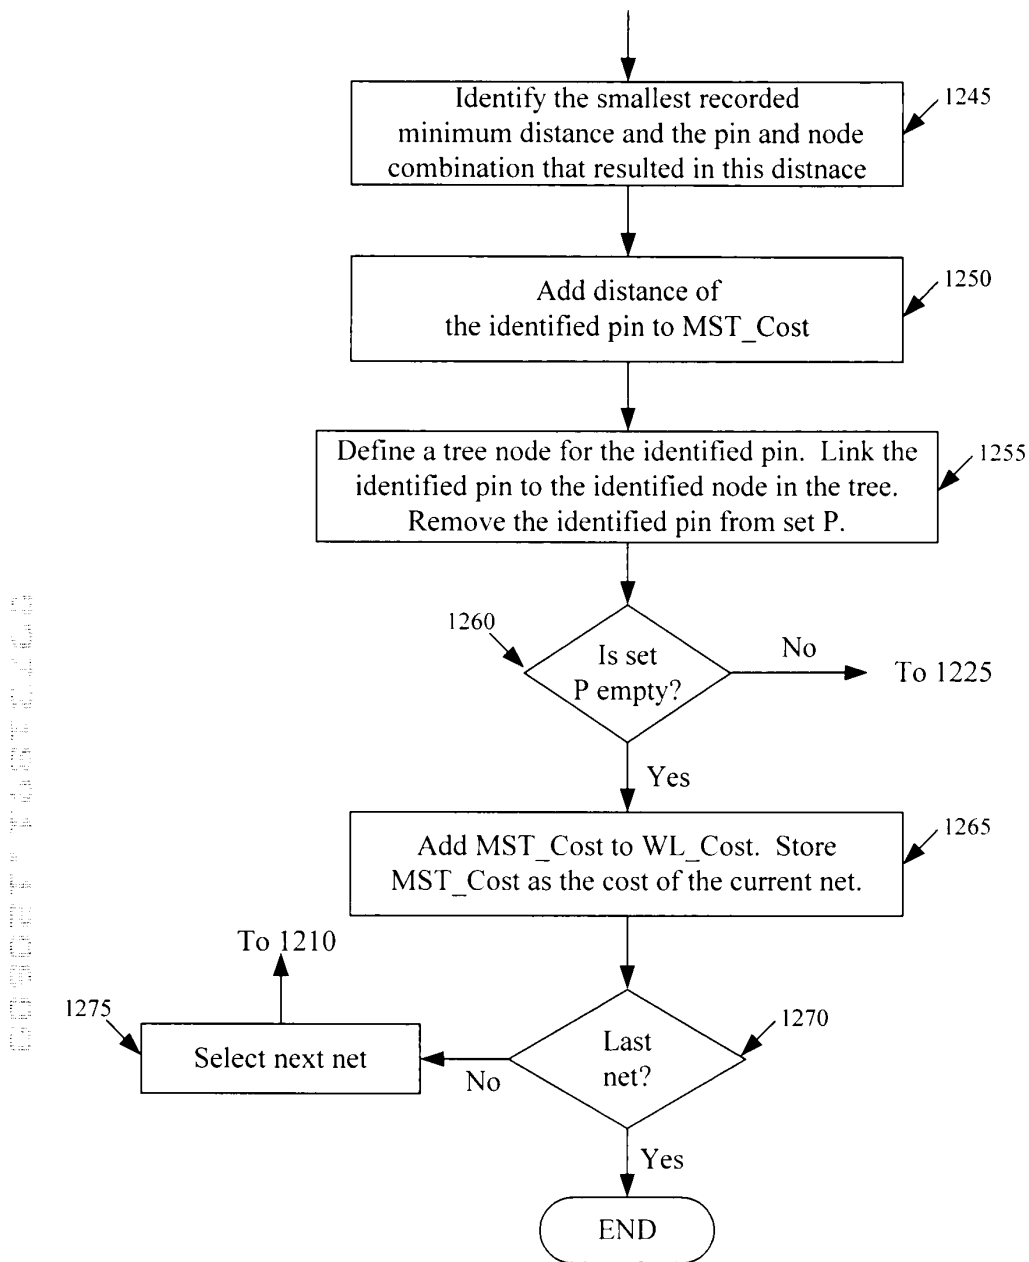 Identify the smallest recorded
minimum distance and the pin and node
combination that resulted in this distnace
1245
Add distance of
the identified pin to MST_Cost
1250
Define a tree node for the identified pin. Link the
identified pin to the identified node in the tree.
Remove the identified pin from set P.
1255
1260
Is set
P empty?
No
To 1225
Yes
Add MST_Cost to WL_Cost. Store
MST_Cost as the cost of the current net.
1265
To 1210
1275
Select next net
No
Last
net?
1270
Yes
END